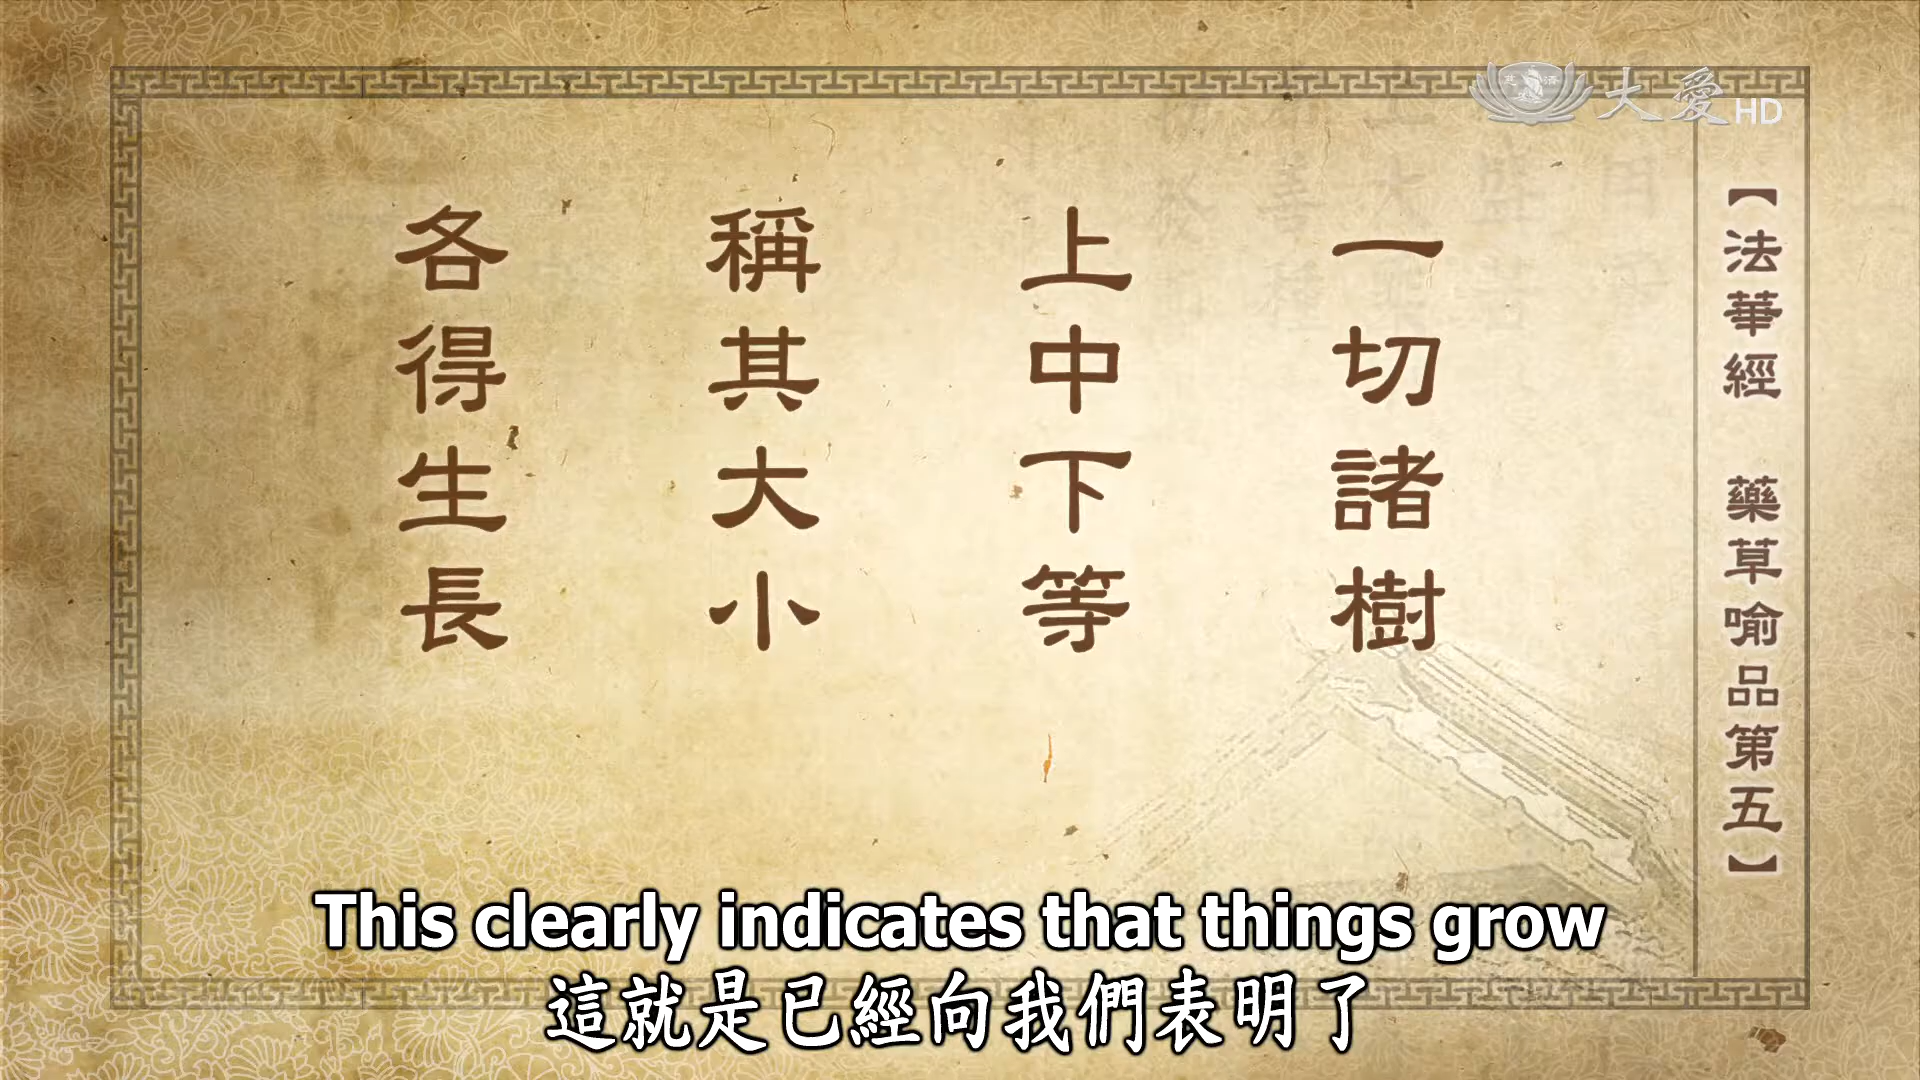 大愛HD
【法華經 藥草喻品第五】
一切諸樹
上中下等
稱其大小
各得生長
This clearly indicates that things grow
這就是已經向我們表明了